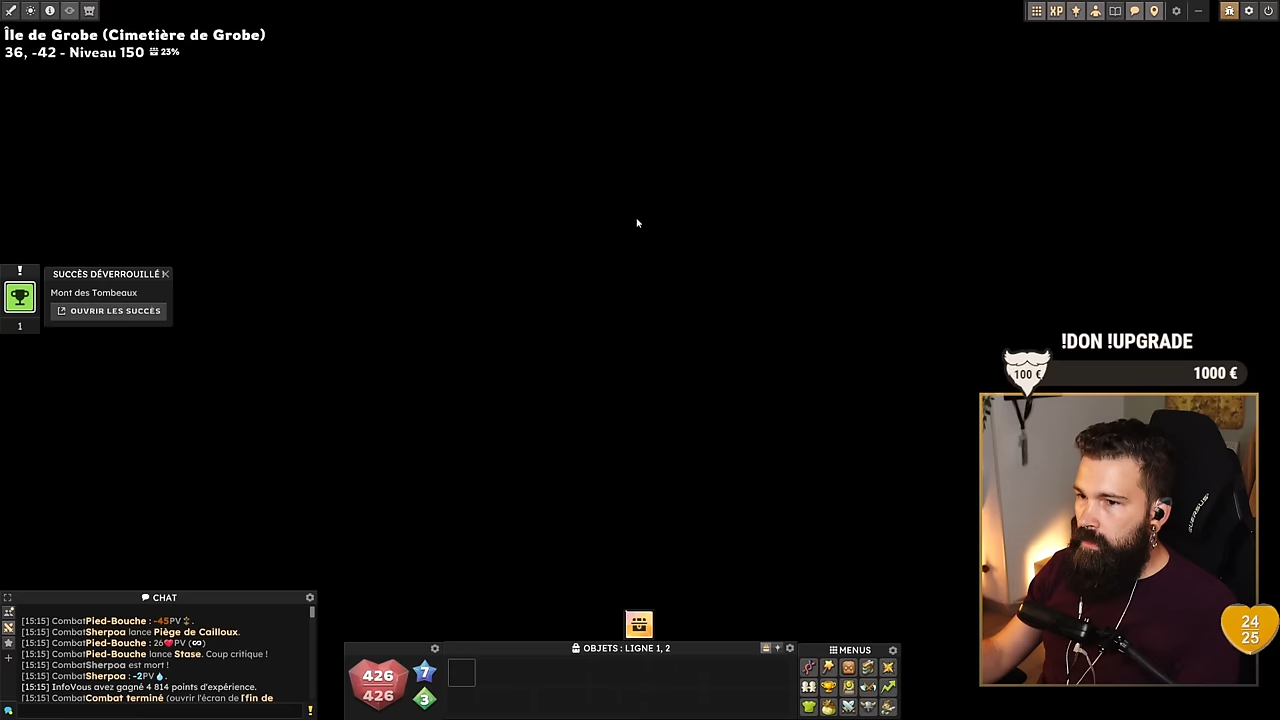 XP
Île de Grobe (Cimetière de Grobe)
36, -42 - Niveau 150 23%
!
SUCCÈS DÉVERROUILLÉ
Mont des Tombeaux
OUVRIR LES SUCCÈS
1
!DON !UPGRADE
100 €
1000 €
24
25
CHAT
[15:15] CombatPied-Bouche : -45PV
[15:15] CombatSherpoa lance Piège de Cailloux.
[15:15] CombatPied-Bouche : 26 PV (∞)
[15:15] CombatPied-Bouche lance Stase. Coup critique !
[15:15] CombatSherpoa est mort !
[15:15] CombatSherpoa : -2PV
[15:15] InfoVous avez gagné 4 814 points d'expérience.
[15:15] CombatCombat terminé (ouvrir l'écran de [fin de
!
426
426
7
3
OBJETS : LIGNE 1, 2
MENUS